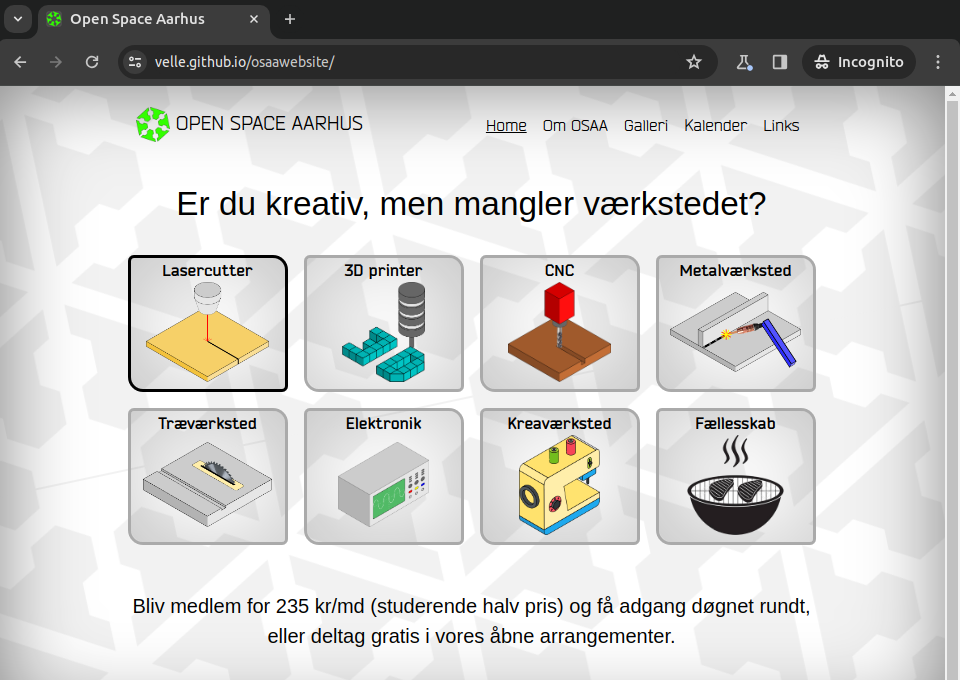 Open Space Aarhus
velle.github.io/osaawebsite/
Incognito
OPEN SPACE AARHUS
Home Om OSAA Galleri Kalender Links
Er du kreativ, men mangler værkstedet?
Lasercutter 3D printer CNC Metalværksted
Træværksted Elektronik Kreaværksted Fællesskab
Bliv medlem for 235 kr/md (studerende halv pris) og få adgang døgnet rundt,
eller deltag gratis i vores åbne arrangementer.